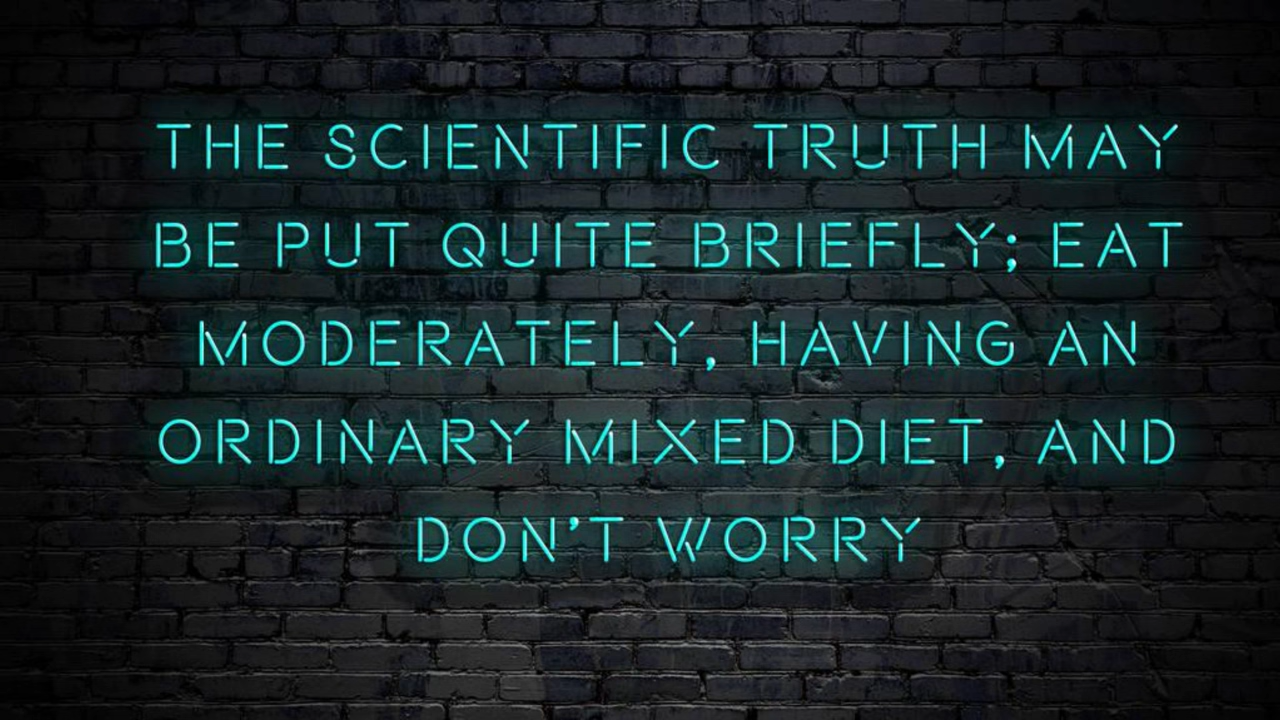 THE SCIENTIFIC TRUTH MAY
BE PUT QUITE BRIEFLY; EAT
MODERATELY, HAVING AN
ORDINARY MIXED DIET, AND
DON'T WORRY